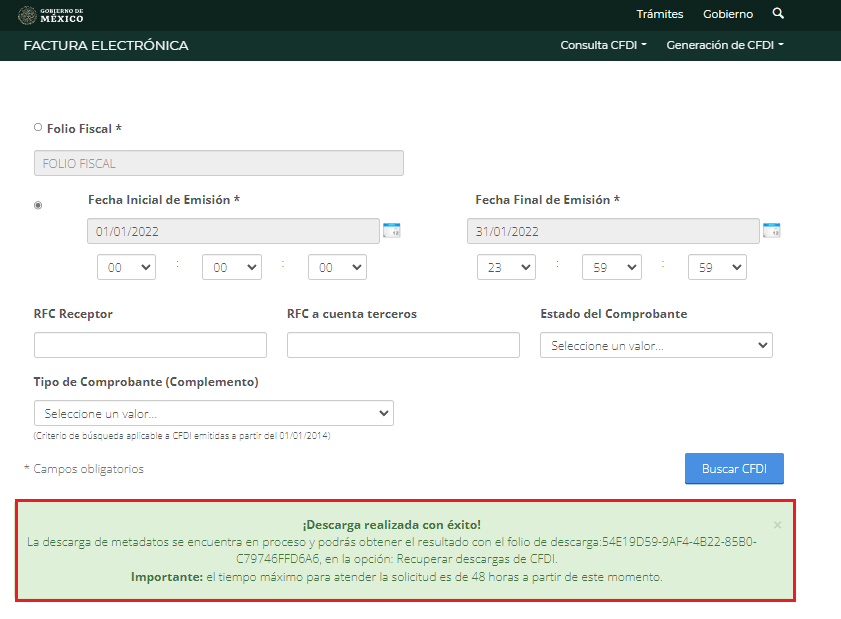 GOBIERNO DE
MÉXICO
Trámites
Gobierno
FACTURA ELECTRÓNICA
Consulta CFDI
Generación de CFDI
Folio Fiscal *
FOLIO FISCAL
Fecha Inicial de Emisión *
Fecha Final de Emisión *
01/01/2022
31/01/2022
00 : 00 : 00
23 : 59 : 59
RFC Receptor
RFC a cuenta terceros
Estado del Comprobante
Seleccione un valor...
Tipo de Comprobante (Complemento)
Seleccione un valor...
(Criterio de búsqueda aplicable a CFDI emitidas a partir del 01/01/2014)
* Campos obligatorios
Buscar CFDI
¡Descarga realizada con éxito!
×
La descarga de metadatos se encuentra en proceso y podrás obtener el resultado con el folio de descarga:54E19D59-9AF4-4B22-85B0-
C79746FFD6A6, en la opción: Recuperar descargas de CFDI.
Importante: el tiempo máximo para atender la solicitud es de 48 horas a partir de este momento.